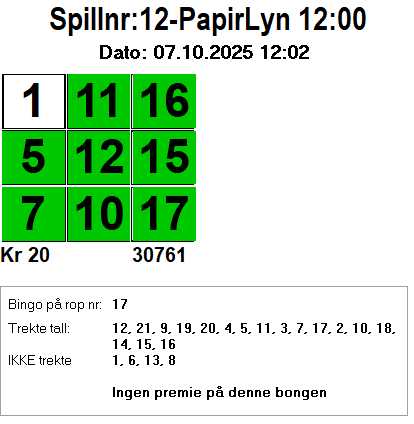 Spillnr:12-PapirLyn 12:00
Dato: 07.10.2025 12:02
1 11 16
5 12 15
7 10 17
Kr 20 30761
Bingo på rop nr: 17
Trekte tall: 12, 21, 9, 19, 20, 4, 5, 11, 3, 7, 17, 2, 10, 18,
14, 15, 16
IKKE trekte 1, 6, 13, 8
Ingen premie på denne bongen